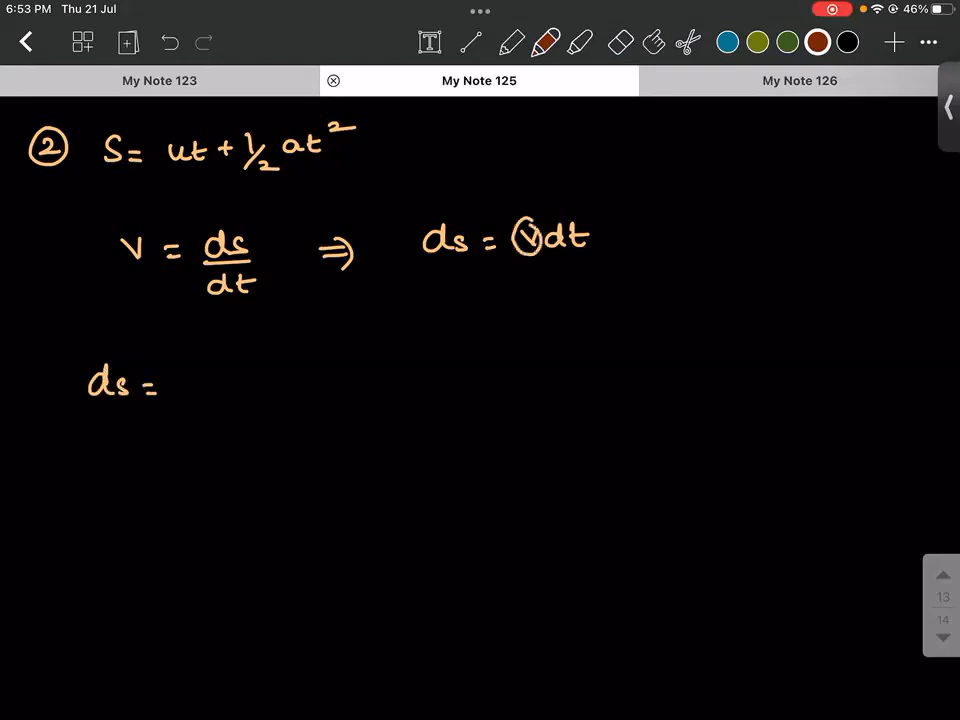 6:53 PM Thu 21 Jul 46%
My Note 123 My Note 125 My Note 126
② S = ut + 1/2 at²
v = ds/dt ⇒ ds = v dt
ds =
13
14